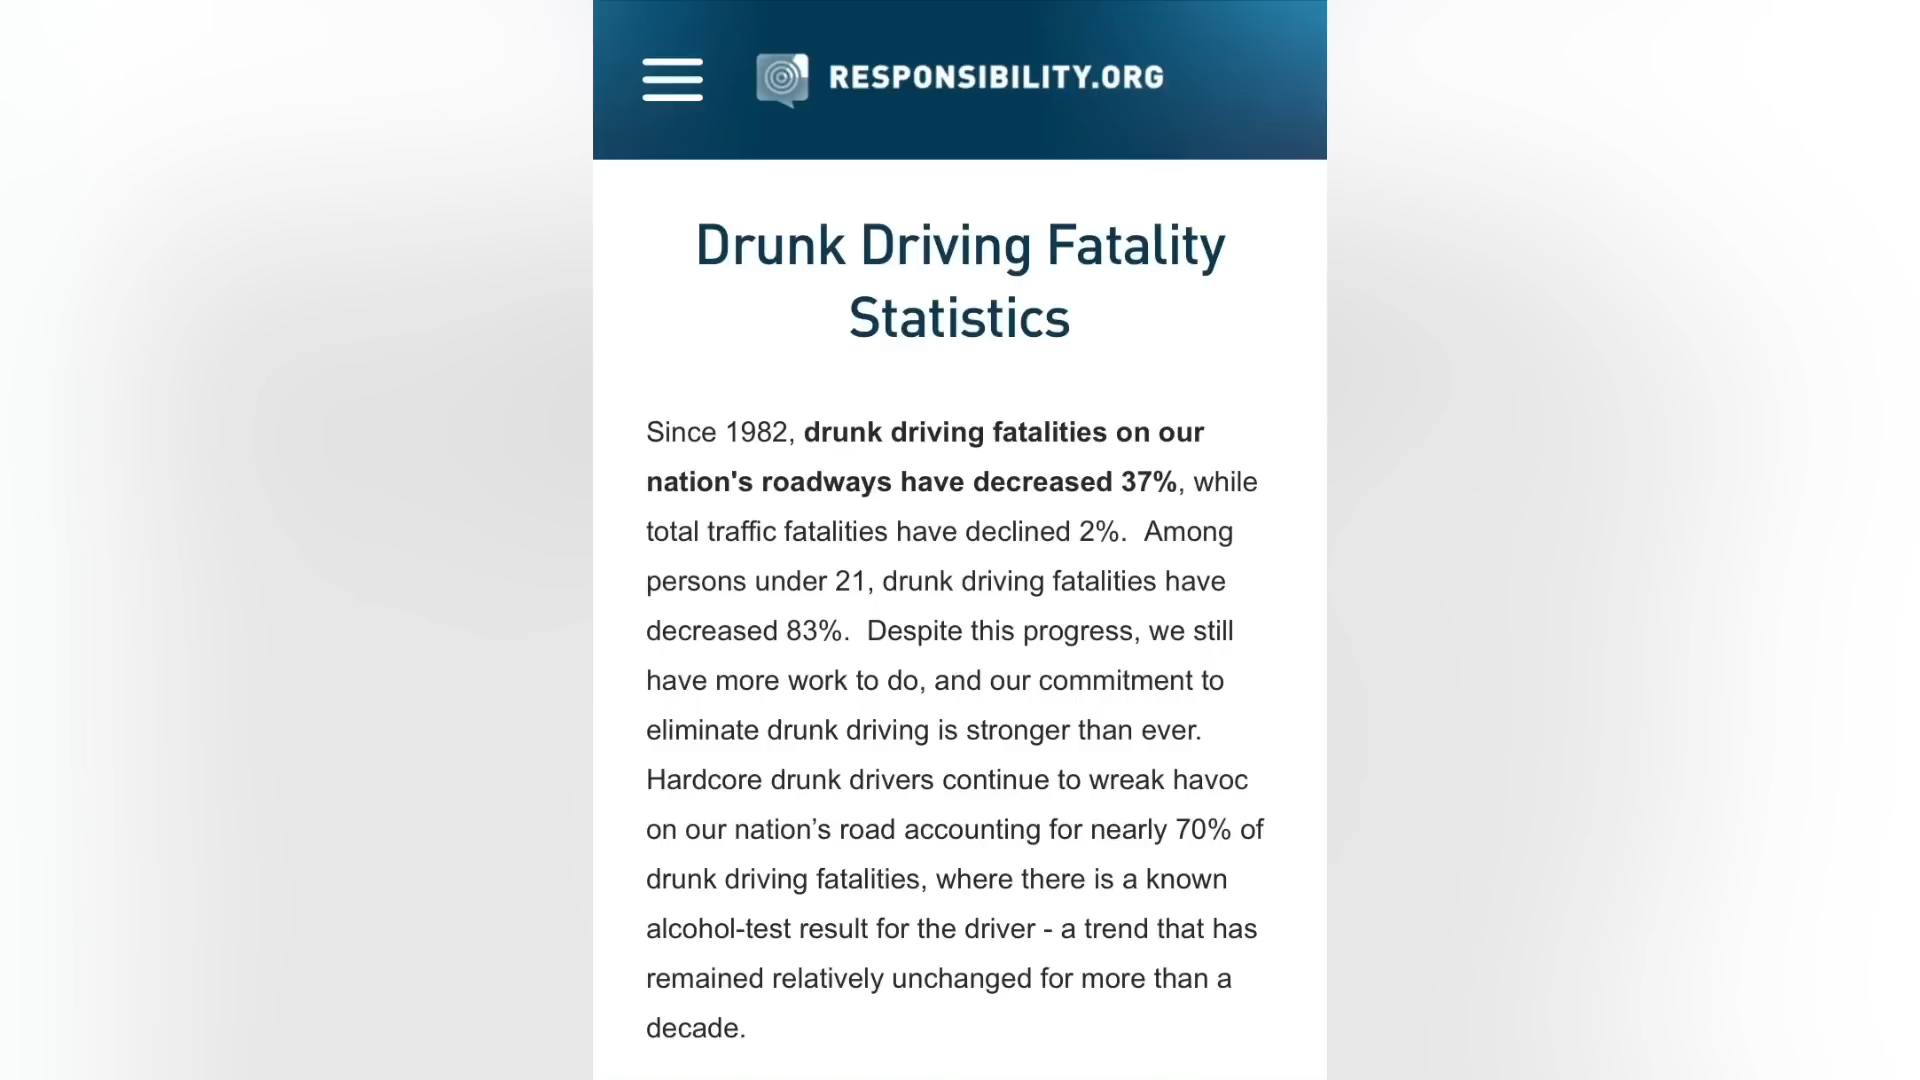 RESPONSIBILITY.ORG
Drunk Driving Fatality
Statistics
Since 1982, drunk driving fatalities on our
nation's roadways have decreased 37%, while
total traffic fatalities have declined 2%.  Among
persons under 21, drunk driving fatalities have
decreased 83%.  Despite this progress, we still
have more work to do, and our commitment to
eliminate drunk driving is stronger than ever.
Hardcore drunk drivers continue to wreak havoc
on our nation’s road accounting for nearly 70% of
drunk driving fatalities, where there is a known
alcohol-test result for the driver - a trend that has
remained relatively unchanged for more than a
decade.